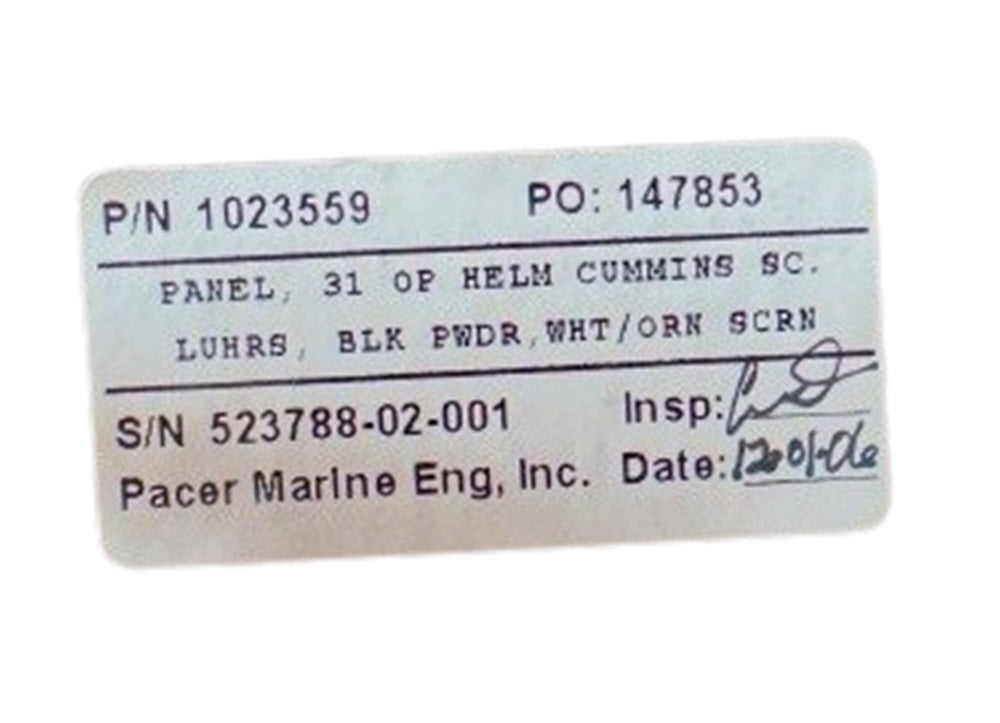 P/N 1023559 PO: 147853
PANEL, 31 OP HELM CUMMINS SC.
LUHRS, BLK PWDR,WHT/ORN SCRN
S/N 523788-02-001 Insp:
Pacer Marine Eng, Inc. Date: